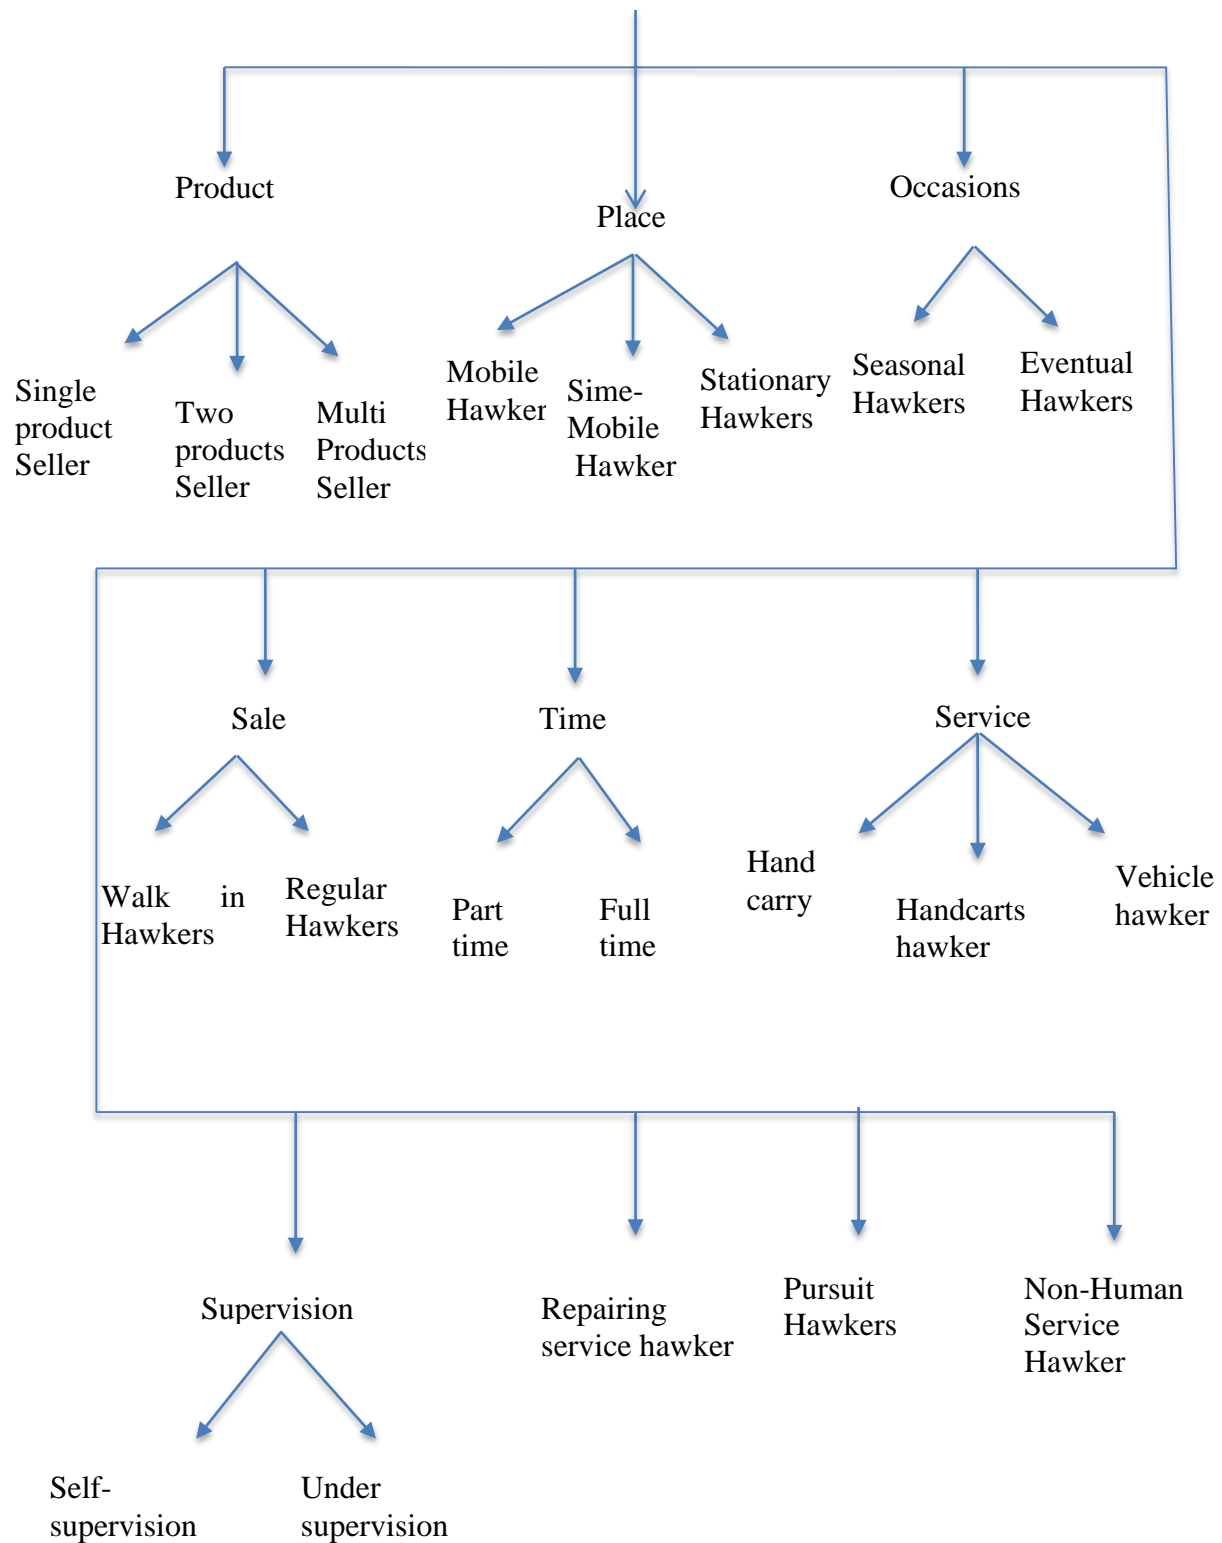 Product
Place
Occasions
Single
product
Seller
Two
products
Seller
Multi
Products
Seller
Mobile
Hawker
Sime-
Mobile
Hawker
Stationary
Hawkers
Seasonal
Hawkers
Eventual
Hawkers
Sale
Time
Service
Walk in
Hawkers
Regular
Hawkers
Part
time
Full
time
Hand
carry
Handcarts
hawker
Vehicle
hawker
Supervision
Repairing
service hawker
Pursuit
Hawkers
Non-Human
Service
Hawker
Self-
supervision
Under
supervision